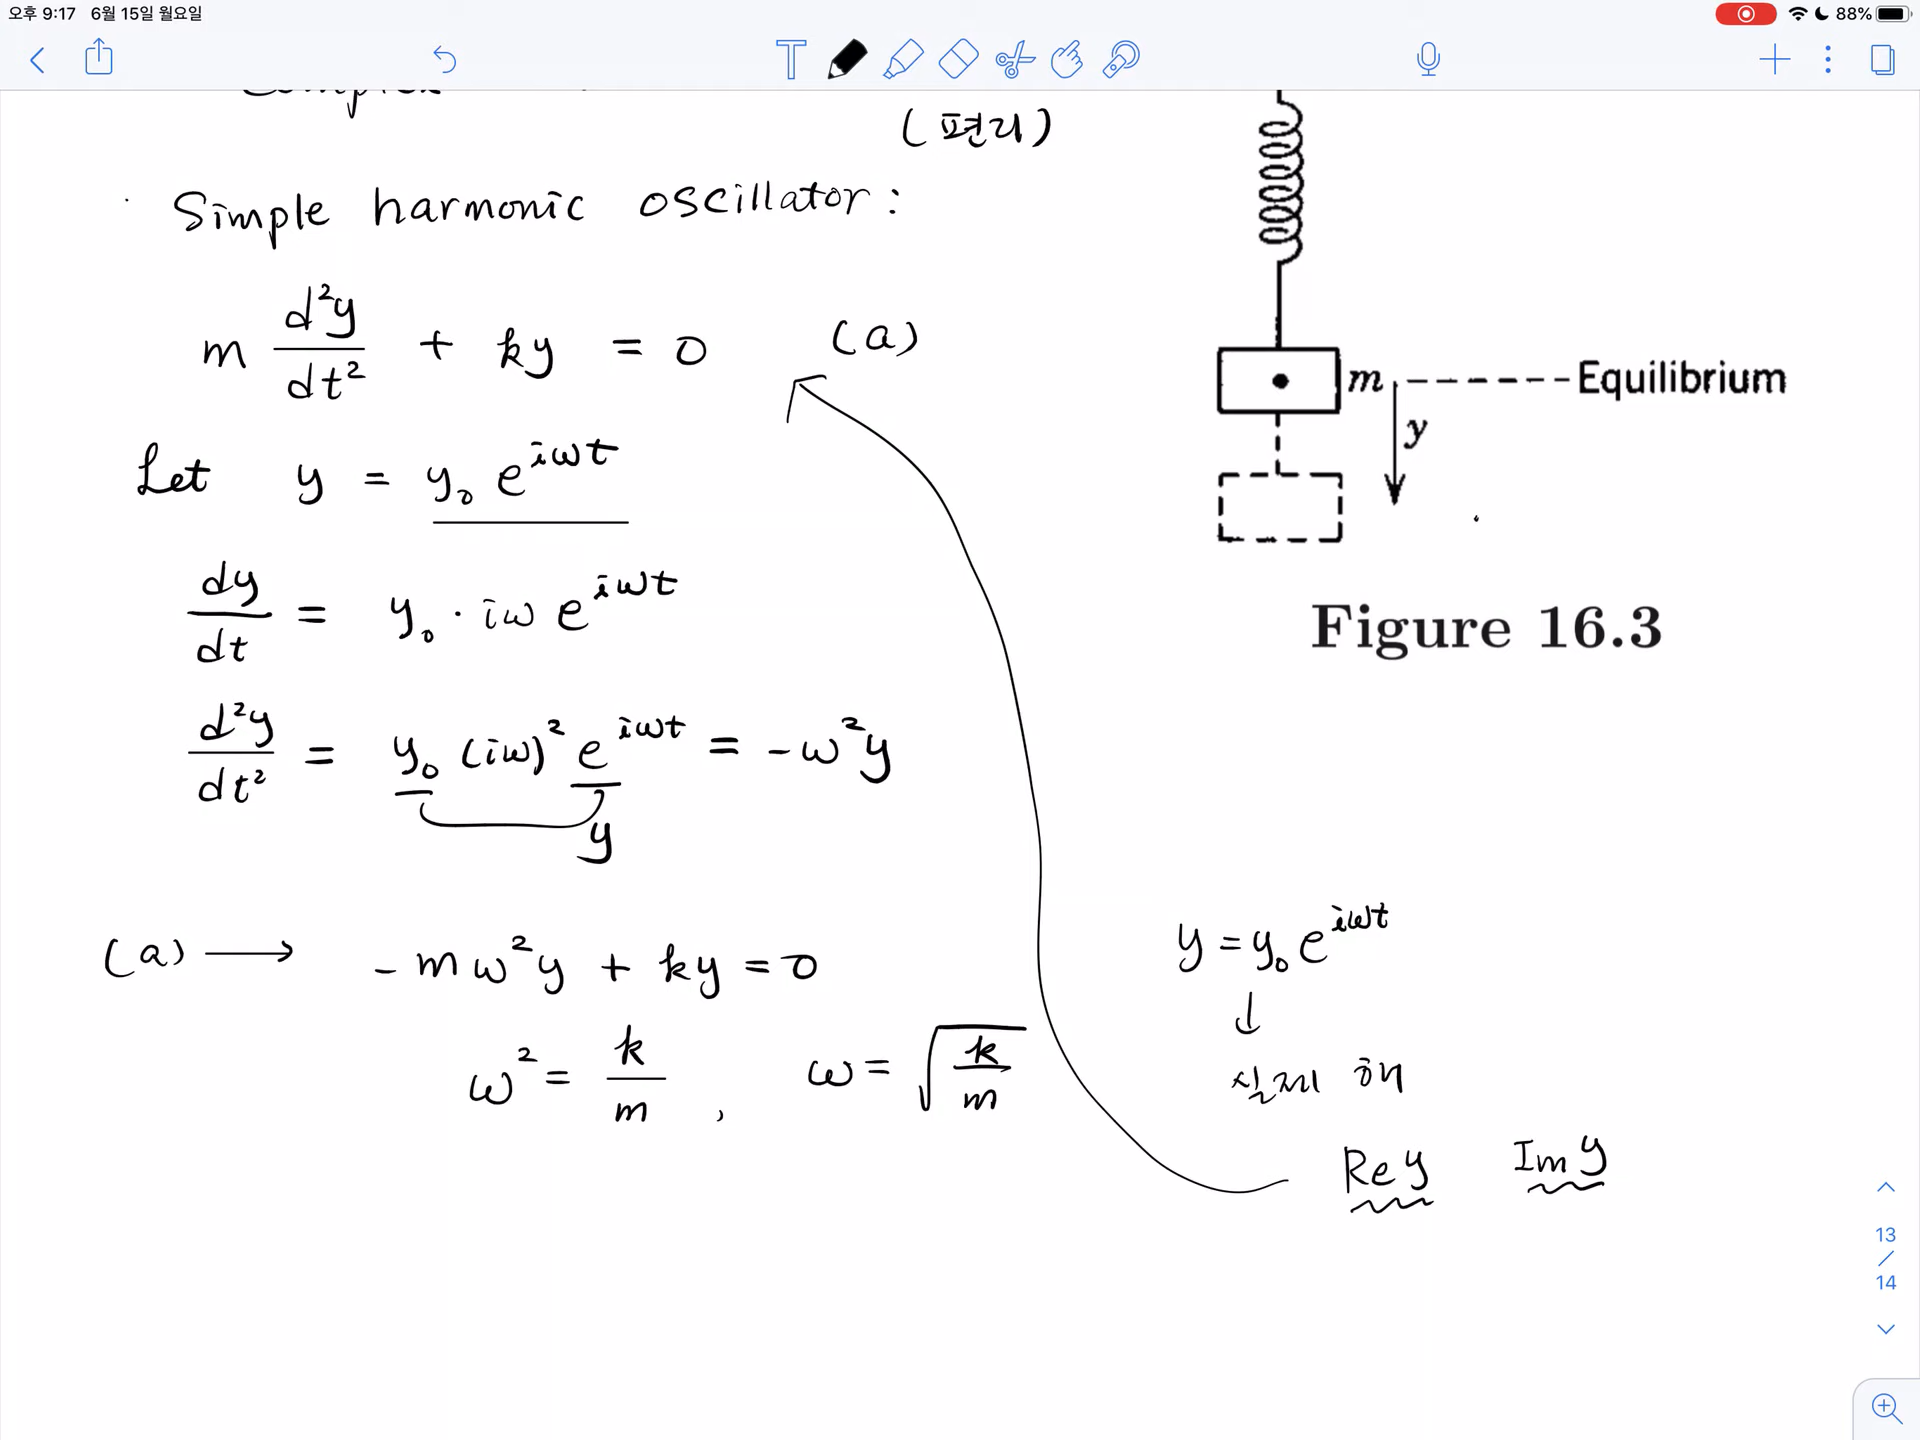 오후 9:17 6월 15일 월요일
88%
Complex
(편리)
Simple harmonic oscillator :
m d²y/dt² + ky = 0 (a)
m
Equilibrium
y
Let y = y₀ e^{iωt}
dy/dt = y₀ · iω e^{iωt}
Figure 16.3
d²y/dt² = y₀ (iω)² e^{iωt} = -ω²y
y
(a) → -mω²y + ky = 0
ω² = k/m , ω = √(k/m)
y = y₀ e^{iωt}
↓
실제 해
Re y Im y
13
/
14